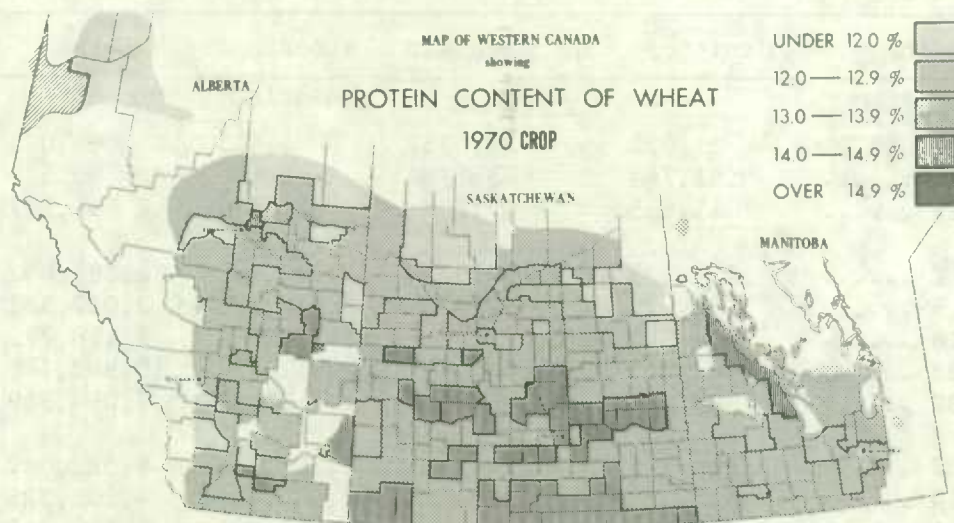 MAP OF WESTERN CANADA
showing
PROTEIN CONTENT OF WHEAT
1970 CROP
UNDER 12.0 %
12.0 — 12.9 %
13.0 — 13.9 %
14.0 — 14.9 %
OVER 14.9 %
ALBERTA
SASKATCHEWAN
MANITOBA